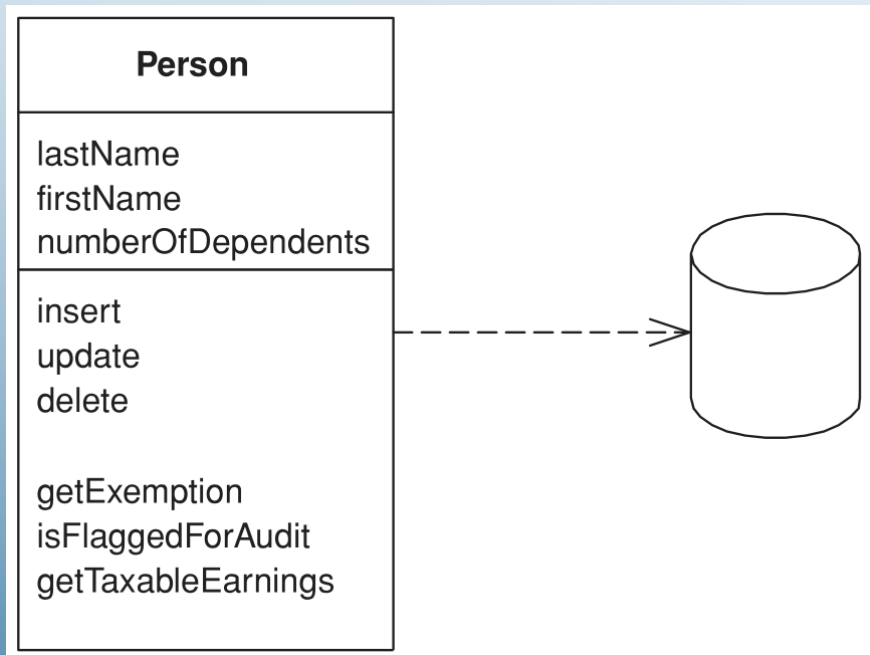 Person
lastName
firstName
numberOfDependents
insert
update
delete
getExemption
isFlaggedForAudit
getTaxableEarnings